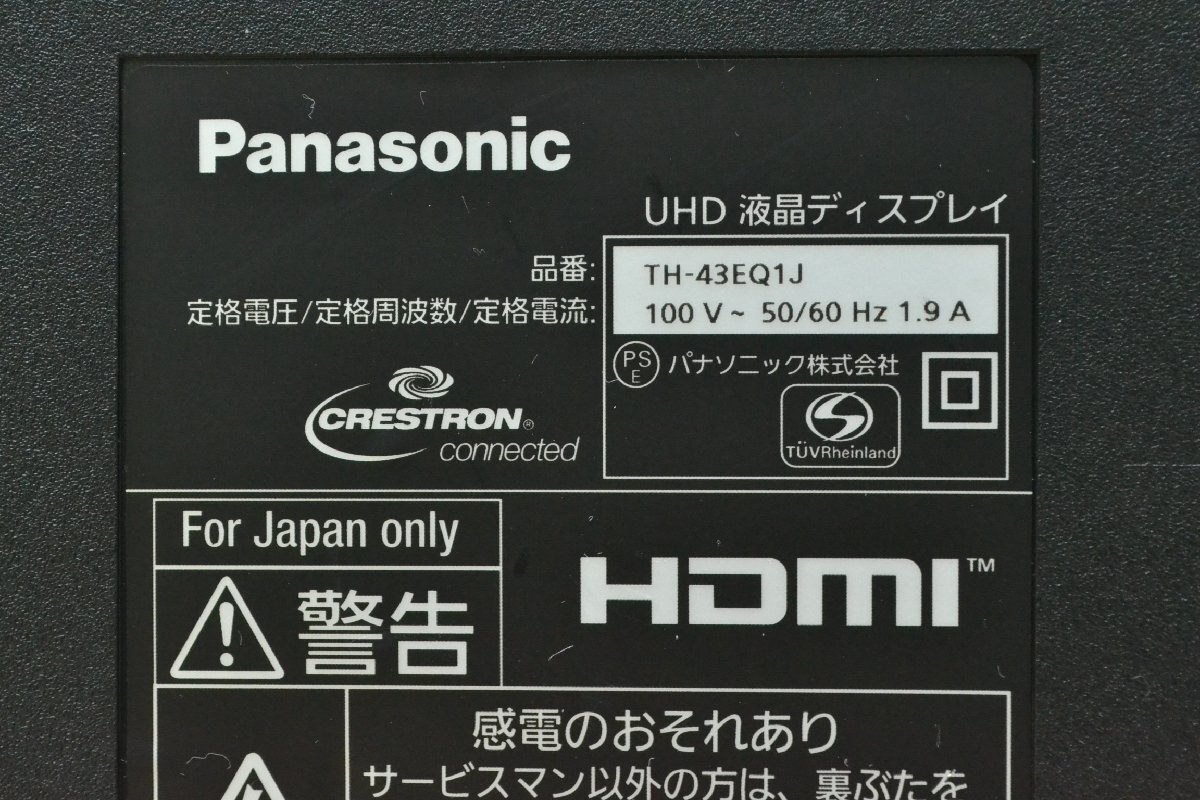 Panasonic
UHD 液晶ディスプレイ
品番: TH-43EQ1J
定格電圧/定格周波数/定格電流: 100 V ~ 50/60 Hz 1.9 A
PS
E
パナソニック株式会社
CRESTRON®
connected
TÜVRheinland
For Japan only
HDMI™
警告
感電のおそれあり
サービスマン以外の方は、裏ぶたを